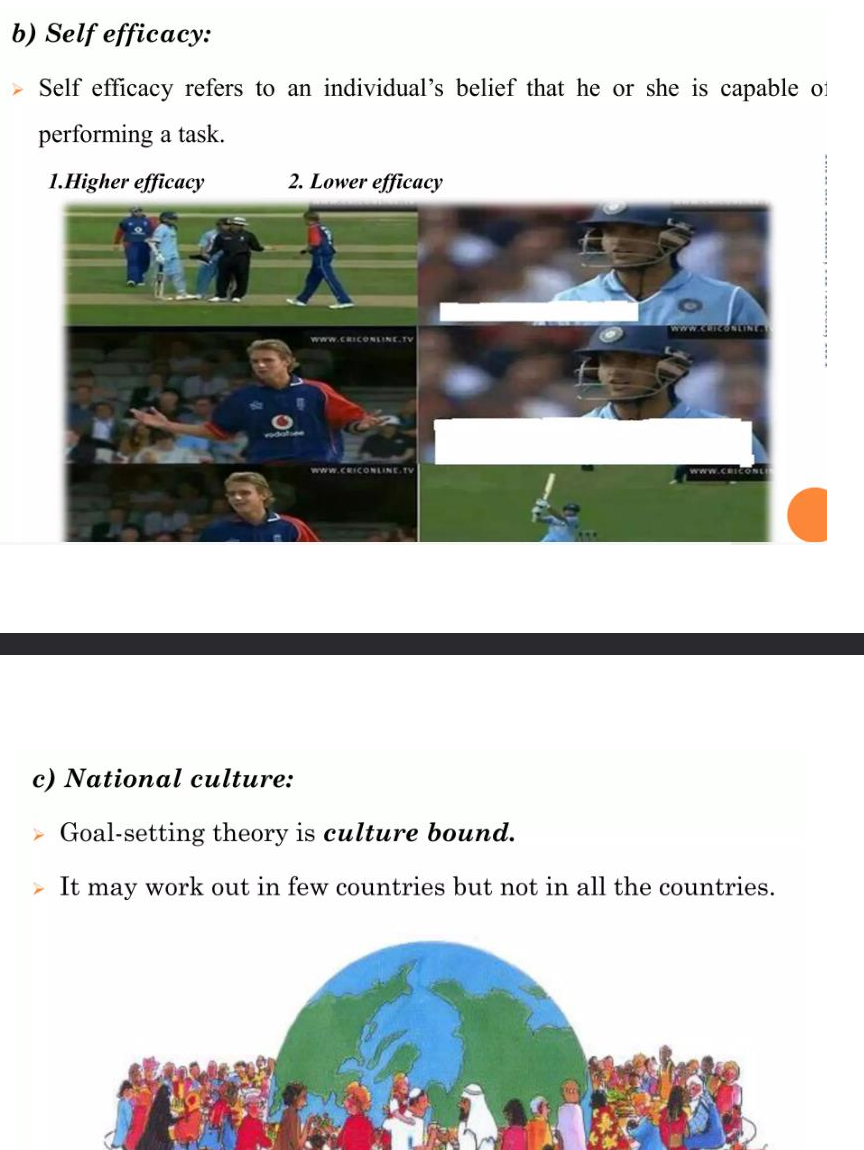 b) Self efficacy:
➢ Self efficacy refers to an individual's belief that he or she is capable of
performing a task.
1.Higher efficacy 2. Lower efficacy
WWW.CRICONLINE.TV
WWW.CRICONLINE.T
vodafone
WWW.CRICONLINE.TV
WWW.CRICONLI
c) National culture:
➢ Goal-setting theory is culture bound.
➢ It may work out in few countries but not in all the countries.